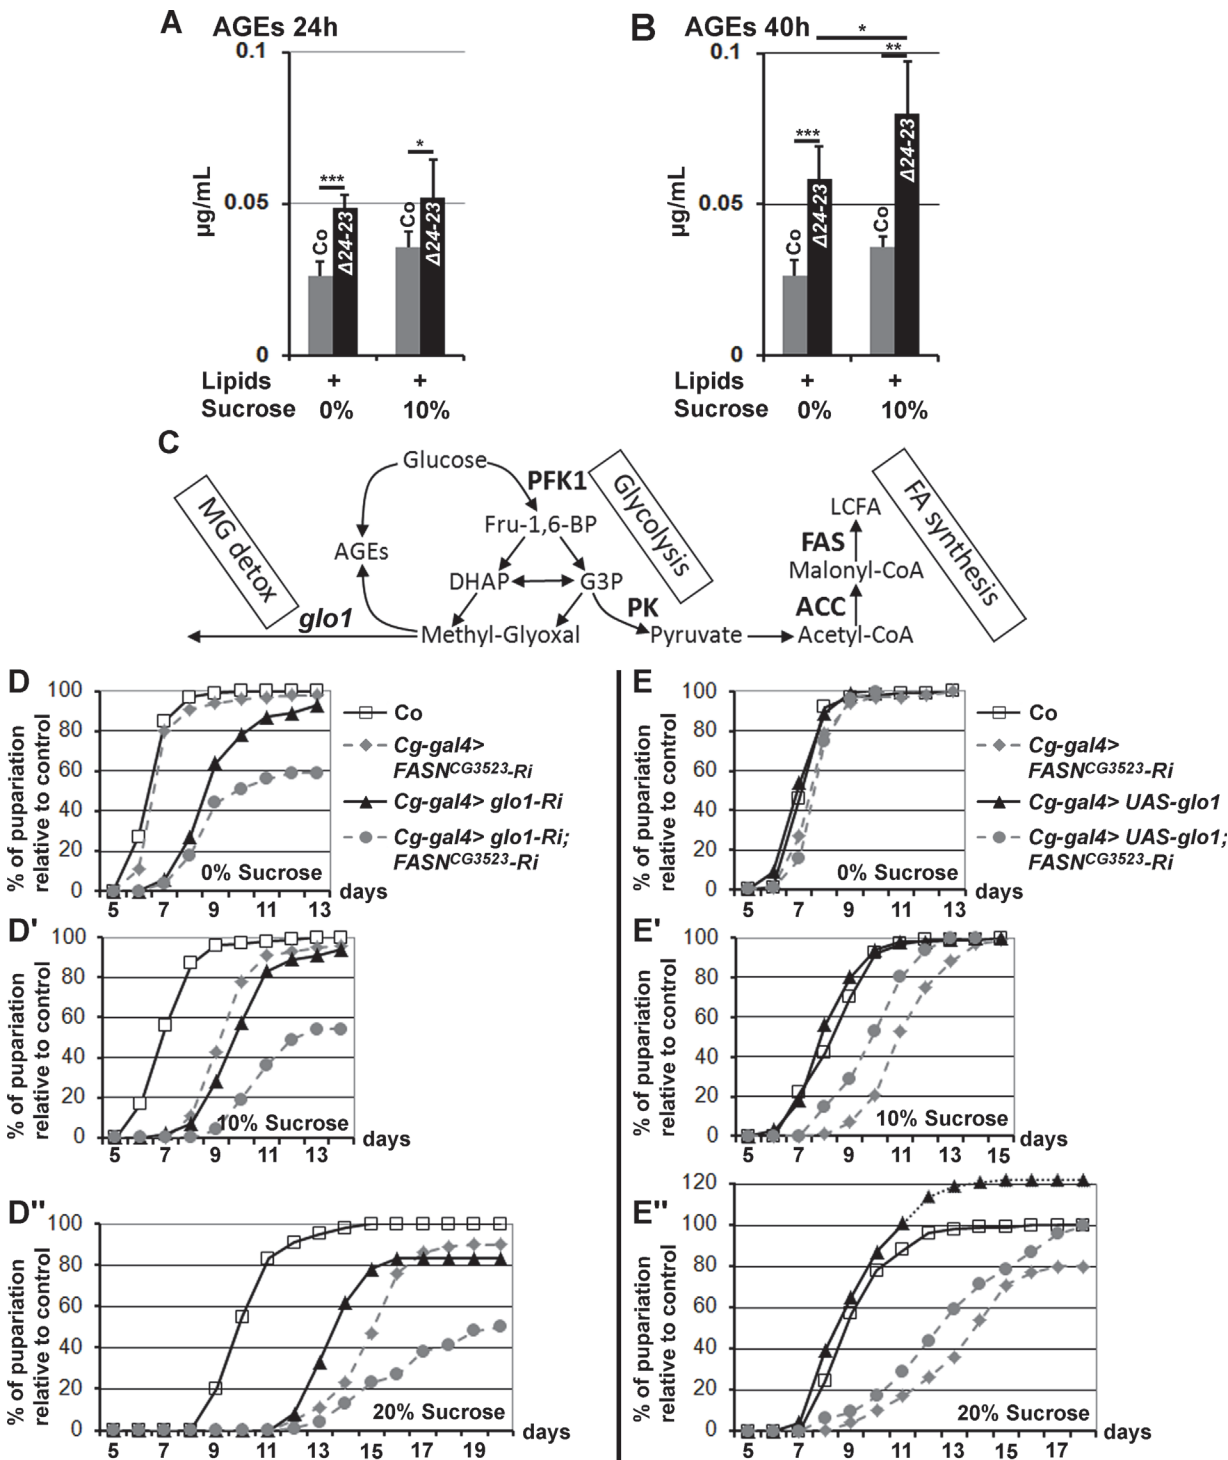 A AGEs 24h
0.1
0.05
0
µg/mL
***
*
Co
Δ24-23
Co
Δ24-23
Lipids + +
Sucrose 0% 10%
B AGEs 40h
0.1
0.05
0
µg/mL
*
**
***
Co
Δ24-23
Co
Δ24-23
Lipids + +
Sucrose 0% 10%
C
Glucose
PFK1
Glycolysis
FA synthesis
MG detox
LCFA
Fru-1,6-BP
FAS
AGEs
DHAP
G3P
Malonyl-CoA
glo1
PK
ACC
Methyl-Glyoxal
Pyruvate
Acetyl-CoA
D
% of pupariation
relative to control
100
80
60
40
20
0
0% Sucrose
5 7 9 11 13 days
Co
Cg-gal4>
FASN^CG3523-Ri
Cg-gal4> glo1-Ri
Cg-gal4> glo1-Ri;
FASN^CG3523-Ri
D'
% of pupariation
relative to control
100
80
60
40
20
0
10% Sucrose
5 7 9 11 13 days
D"
% of pupariation
relative to control
100
80
60
40
20
0
20% Sucrose
5 7 9 11 13 15 17 19 days
E
% of pupariation
relative to control
100
80
60
40
20
0
0% Sucrose
5 7 9 11 13 days
Co
Cg-gal4>
FASN^CG3523-Ri
Cg-gal4> UAS-glo1
Cg-gal4> UAS-glo1;
FASN^CG3523-Ri
E'
% of pupariation
relative to control
100
80
60
40
20
0
10% Sucrose
5 7 9 11 13 15 days
E"
% of pupariation
relative to control
120
100
80
60
40
20
0
20% Sucrose
5 7 9 11 13 15 17 days